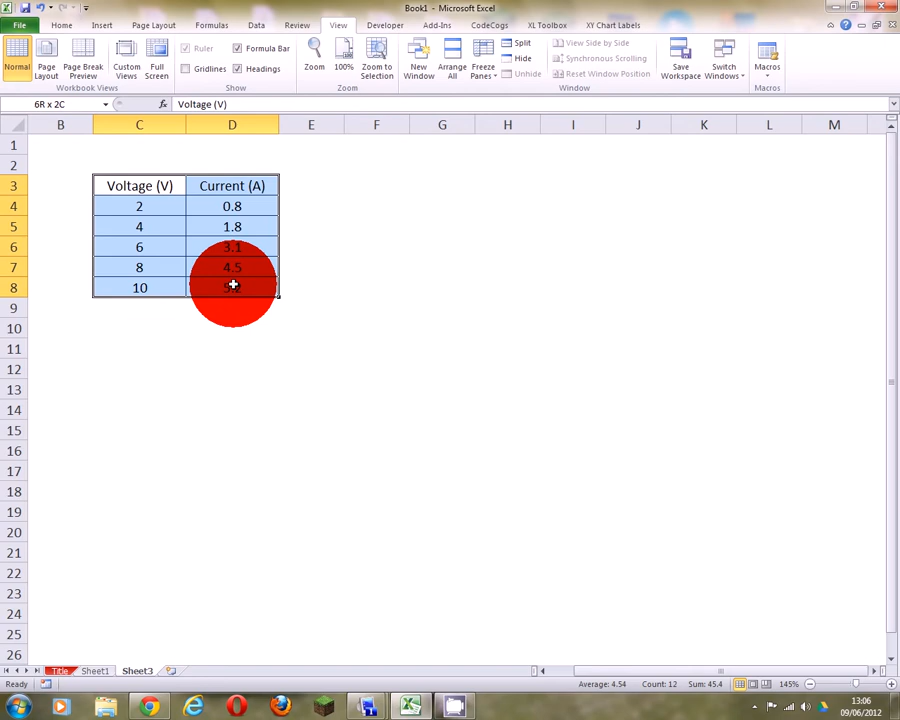 Book1 - Microsoft Excel
File Home Insert Page Layout Formulas Data Review View Developer Add-Ins CodeCogs XL Toolbox XY Chart Labels
Normal Page Layout Page Break Preview Custom Views Full Screen
Workbook Views
Ruler Formula Bar
Gridlines Headings
Show
Zoom 100% Zoom to Selection
Zoom
New Window Arrange All Freeze Panes
Split
Hide
Unhide
View Side by Side
Synchronous Scrolling
Reset Window Position
Window
Save Workspace Switch Windows
Macros
Macros
6R x 2C fx Voltage (V)
B C D E F G H I J K L M
1
2
3 Voltage (V) Current (A)
4 2 0.8
5 4 1.8
6 6 3.1
7 8 4.5
8 10
9
10
11
12
13
14
15
16
17
18
19
20
21
22
23
24
25
26
Title Sheet1 Sheet3
Ready Average: 4.54 Count: 12 Sum: 45.4 145%
13:06
09/06/2012